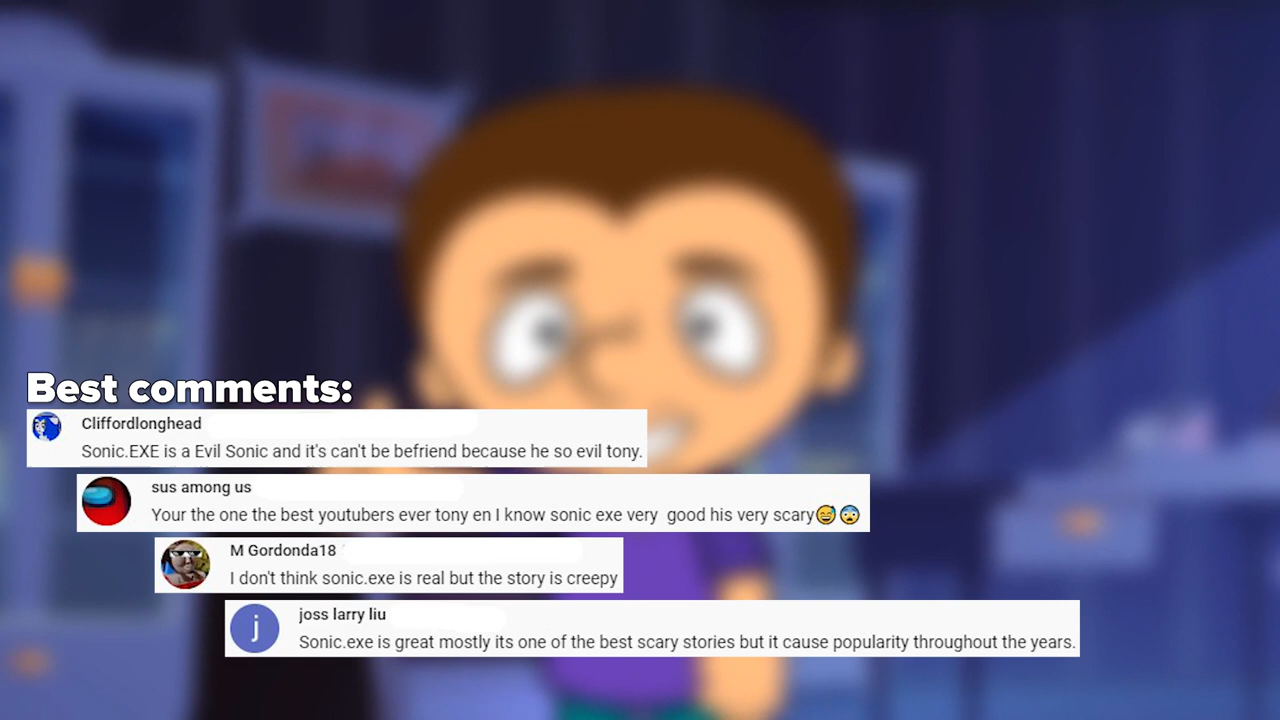 Best comments:
Cliffordlonghead
Sonic.EXE is a Evil Sonic and it's can't be befriend because he so evil tony.
sus among us
Your the one the best youtubers ever tony en I know sonic exe very good his very scary😅😨
M Gordonda18
I don't think sonic.exe is real but the story is creepy
j
joss larry liu
Sonic.exe is great mostly its one of the best scary stories but it cause popularity throughout the years.